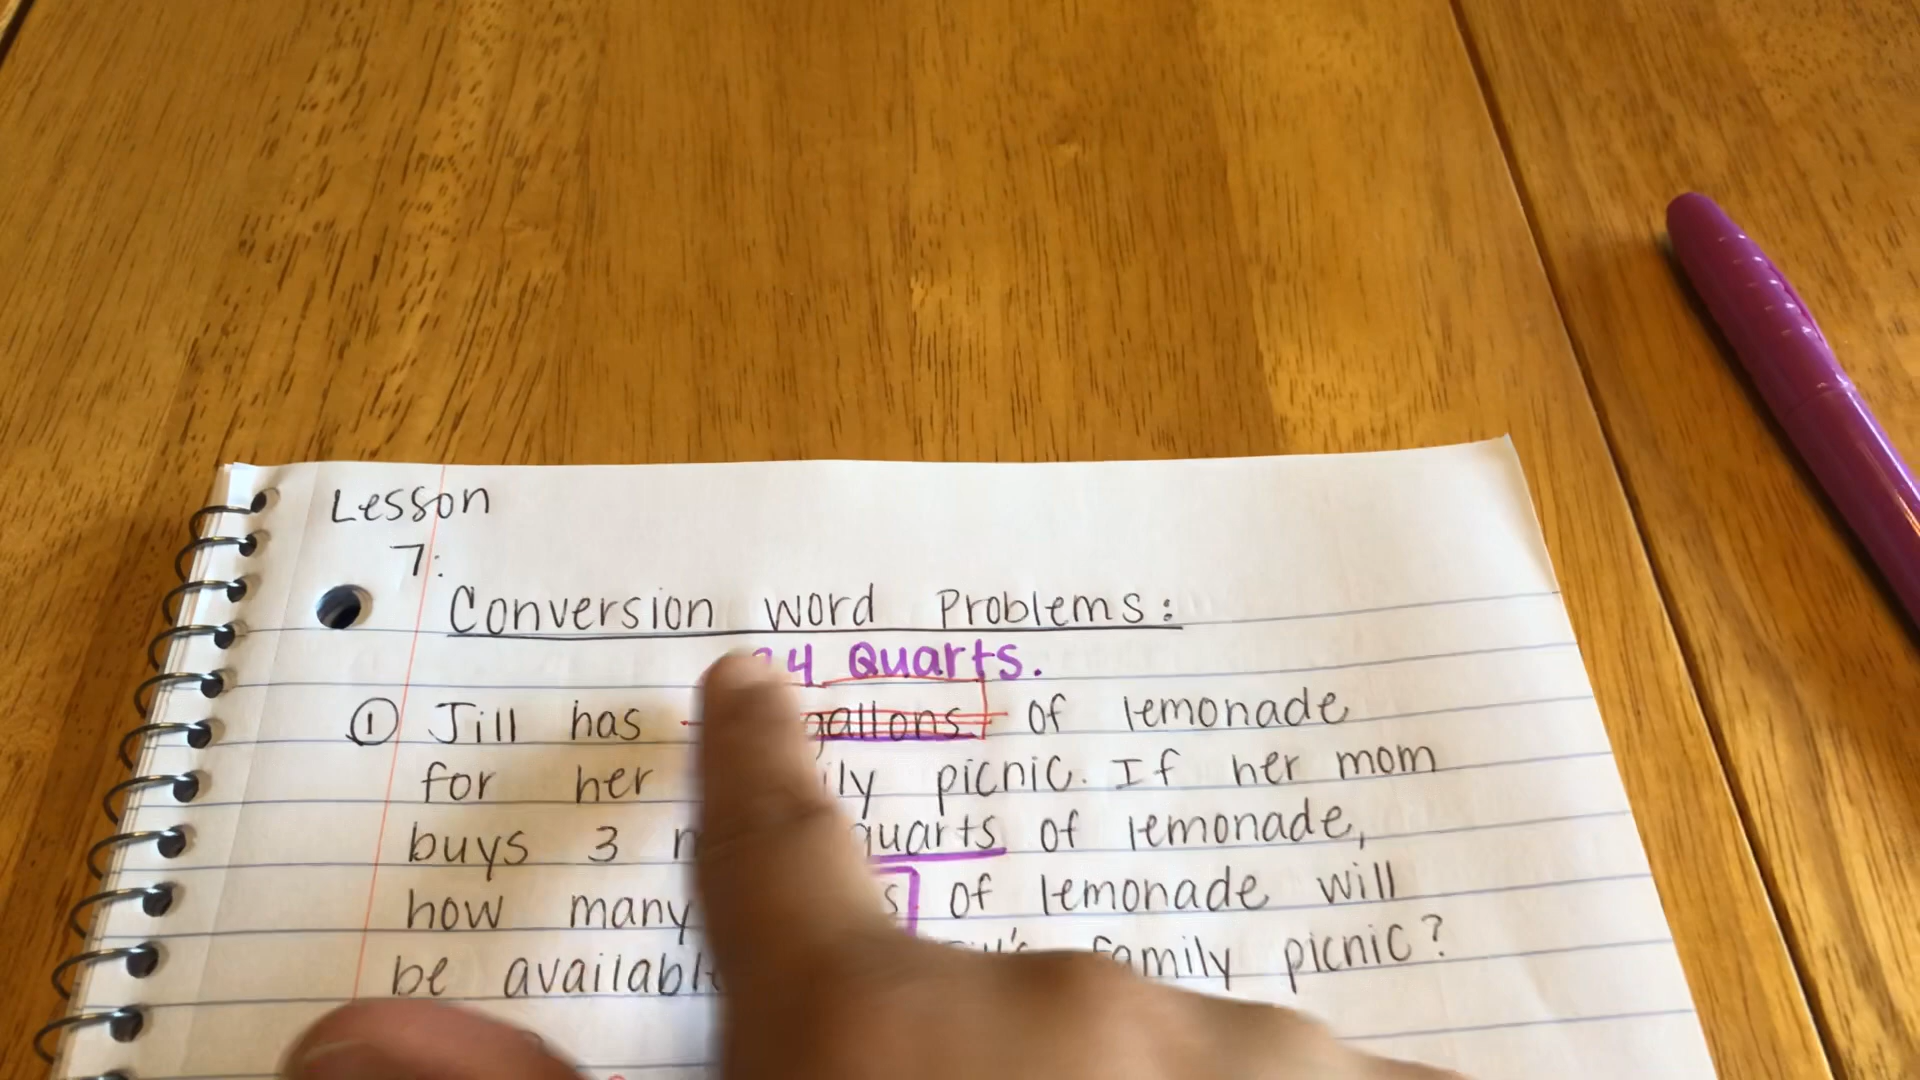 Lesson
7:
Conversion word Problems:
4 Quarts.
① Jill has gallons of lemonade
for her picnic. If her mom
buys 3 quarts of lemonade,
how many of lemonade will
be family picnic?